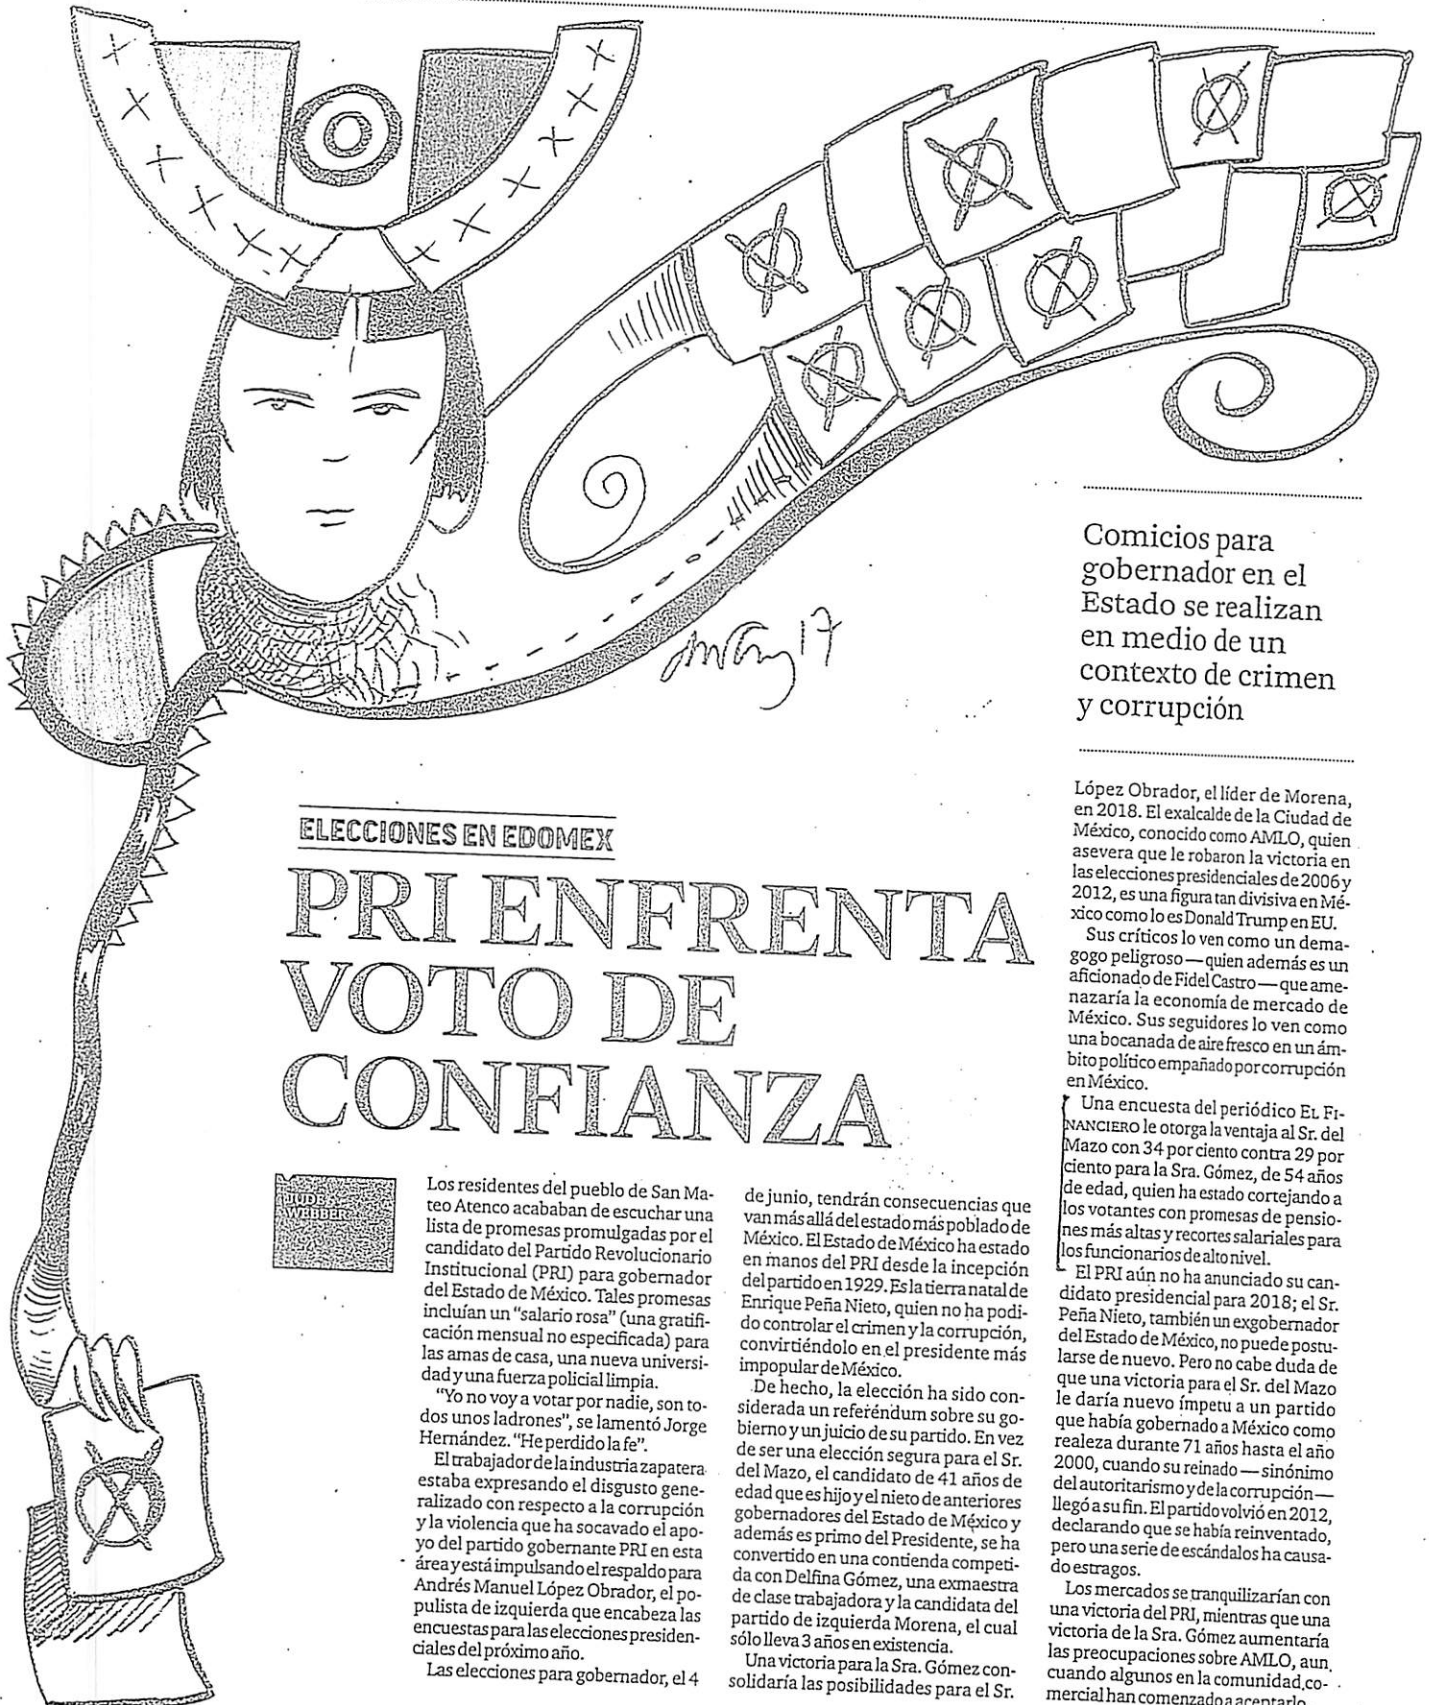 ELECCIONES EN EDOMEX
PRI ENFRENTA
VOTO DE
CONFIANZA
JUDE
WEBBER
Los residentes del pueblo de San Ma-
teo Atenco acababan de escuchar una
lista de promesas promulgadas por el
candidato del Partido Revolucionario
Institucional (PRI) para gobernador
del Estado de México. Tales promesas
incluían un “salario rosa” (una gratifi-
cación mensual no especificada) para
las amas de casa, una nueva universi-
dad y una fuerza policial limpia.
“Yo no voy a votar por nadie, son to-
dos unos ladrones”, se lamentó Jorge
Hernández. “He perdido la fe”.
El trabajador de la industria zapatera
estaba expresando el disgusto gene-
ralizado con respecto a la corrupción
y la violencia que ha socavado el apo-
yo del partido gobernante PRI en esta
área y está impulsando el respaldo para
Andrés Manuel López Obrador, el po-
pulista de izquierda que encabeza las
encuestas para las elecciones presiden-
ciales del próximo año.
Las elecciones para gobernador, el 4
de junio, tendrán consecuencias que
van más allá del estado más poblado de
México. El Estado de México ha estado
en manos del PRI desde la incepción
del partido en 1929. Es la tierra natal de
Enrique Peña Nieto, quien no ha podi-
do controlar el crimen y la corrupción,
convirtiéndolo en el presidente más
impopular de México.
De hecho, la elección ha sido con-
siderada un referéndum sobre su go-
bierno y un juicio de su partido. En vez
de ser una elección segura para el Sr.
del Mazo, el candidato de 41 años de
edad que es hijo y el nieto de anteriores
gobernadores del Estado de México y
además es primo del Presidente, se ha
convertido en una contienda competi-
da con Delfina Gómez, una exmaestra
de clase trabajadora y la candidata del
partido de izquierda Morena, el cual
sólo lleva 3 años en existencia.
Una victoria para la Sra. Gómez con-
solidaría las posibilidades para el Sr.
Comicios para
gobernador en el
Estado se realizan
en medio de un
contexto de crimen
y corrupción
López Obrador, el líder de Morena,
en 2018. El exalcalde de la Ciudad de
México, conocido como AMLO, quien
asevera que le robaron la victoria en
las elecciones presidenciales de 2006 y
2012, es una figura tan divisiva en Mé-
xico como lo es Donald Trump en EU.
Sus críticos lo ven como un dema-
gogo peligroso —quien además es un
aficionado de Fidel Castro— que ame-
nazaría la economía de mercado de
México. Sus seguidores lo ven como
una bocanada de aire fresco en un ám-
bito político empañado por corrupción
en México.
Una encuesta del periódico EL FI-
NANCIERO le otorga la ventaja al Sr. del
Mazo con 34 por ciento contra 29 por
ciento para la Sra. Gómez, de 54 años
de edad, quien ha estado cortejando a
los votantes con promesas de pensio-
nes más altas y recortes salariales para
los funcionarios de alto nivel.
El PRI aún no ha anunciado su can-
didato presidencial para 2018; el Sr.
Peña Nieto, también un exgobernador
del Estado de México, no puede postu-
larse de nuevo. Pero no cabe duda de
que una victoria para el Sr. del Mazo
le daría nuevo ímpetu a un partido
que había gobernado a México como
realeza durante 71 años hasta el año
2000, cuando su reinado —sinónimo
del autoritarismo y de la corrupción—
llegó a su fin. El partido volvió en 2012,
declarando que se había reinventado,
pero una serie de escándalos ha causa-
do estragos.
Los mercados se tranquilizarían con
una victoria del PRI, mientras que una
victoria de la Sra. Gómez aumentaría
las preocupaciones sobre AMLO, aun
cuando algunos en la comunidad co-
mercial han comenzado a aceptarlo
17